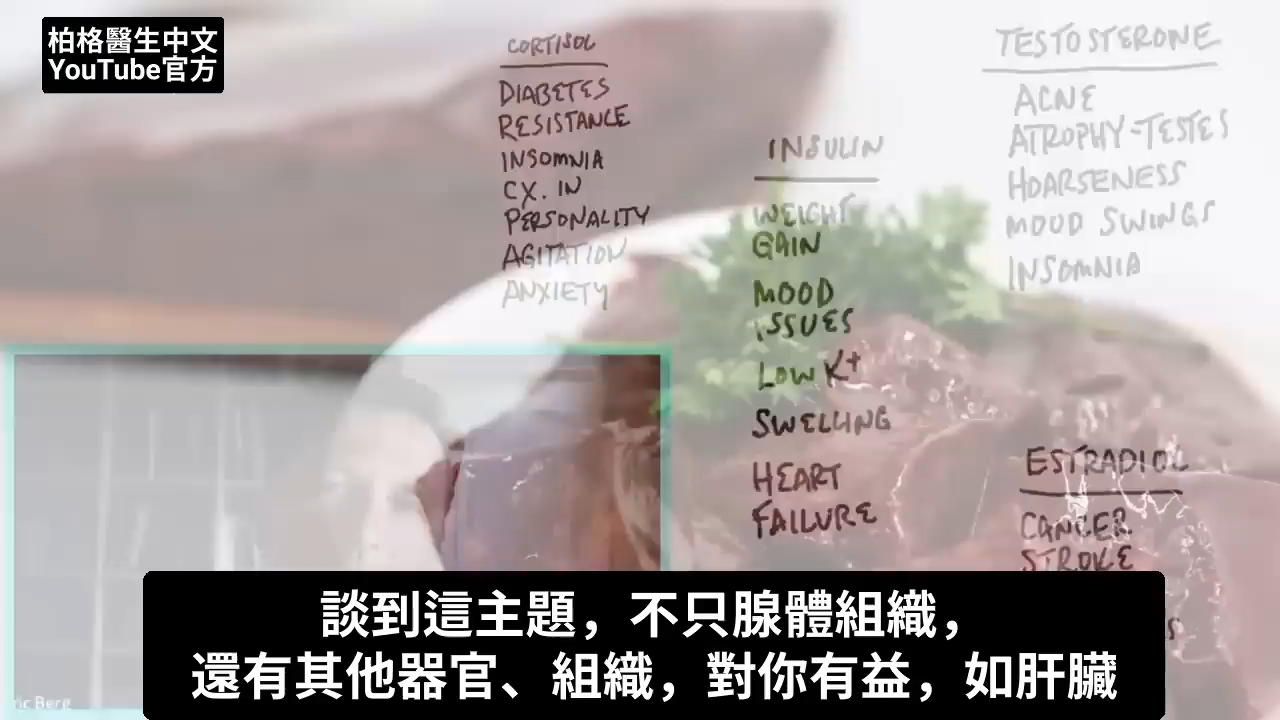 柏格醫生中文
YouTube官方
CORTISOL
DIABETES
RESISTANCE
INSOMNIA
CX. IN
PERSONALITY
AGITATION
ANXIETY
INSULIN
WEIGHT
GAIN
MOOD
ISSUES
LOW K+
SWELLING
HEART
FAILURE
TESTOSTERONE
ACNE
ATROPHY-TESTES
HOARSENESS
MOOD SWINGS
INSOMNIA
ESTRADIOL
CANCER
STROKE
Berg
談到這主題，不只腺體組織，
還有其他器官、組織，對你有益，如肝臟